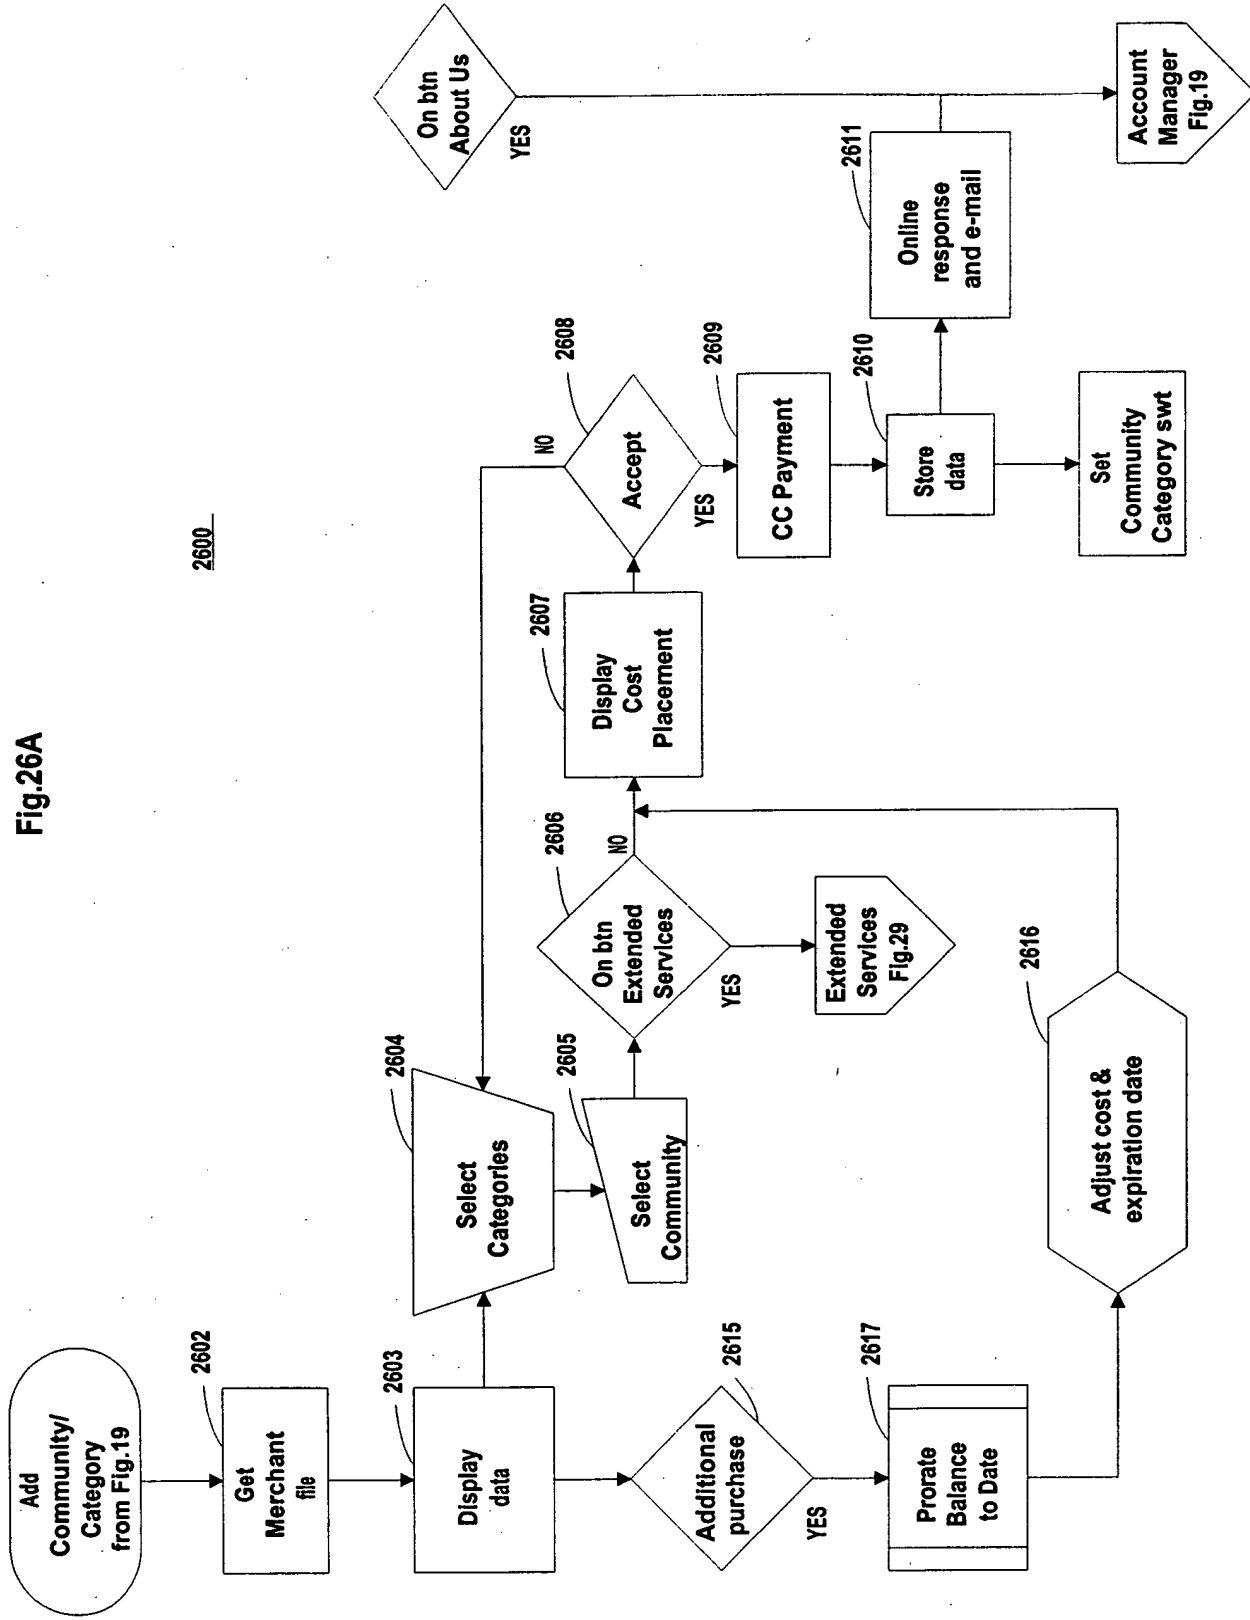 Fig.26A
2600
Add
Community/
Category
from Fig.19
2602
Get
Merchant
file
2603
Display
data
2604
Select
Categories
2605
Select
Community
2606
On btn
Extended
Services
NO
YES
Extended
Services
Fig.29
2607
Display
Cost
Placement
2608
Accept
NO
YES
2609
CC Payment
2610
Store
data
Set
Community
Category swt
2611
Online
response
and e-mail
On btn
About Us
YES
Account
Manager
Fig.19
2615
Additional
purchase
YES
2617
Prorate
Balance
to Date
2616
Adjust cost &
expiration date